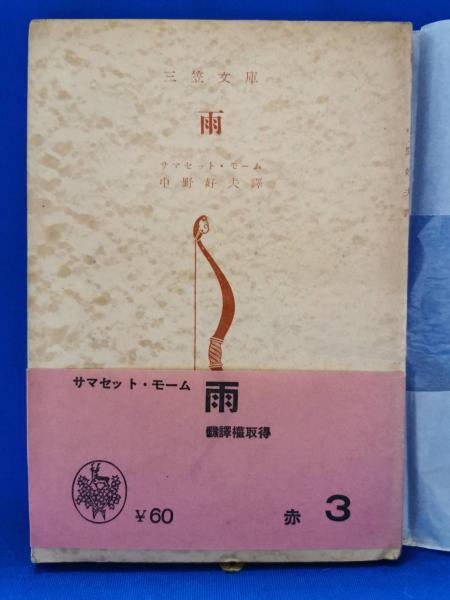 三笠文庫
雨
サマセット・モーム
中野好夫譯
サマセット・モーム
雨
飜譯權取得
¥60
赤 3